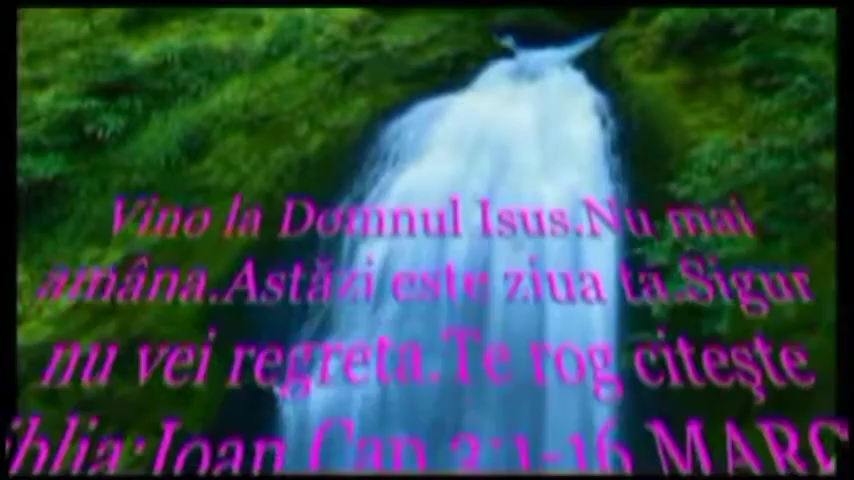 Vino la Domnul Isus.Nu mai
amâna.Astăzi este ziua ta.Sigur
nu vei regreta.Te rog citeşte
Ioan Cap 3:1-16